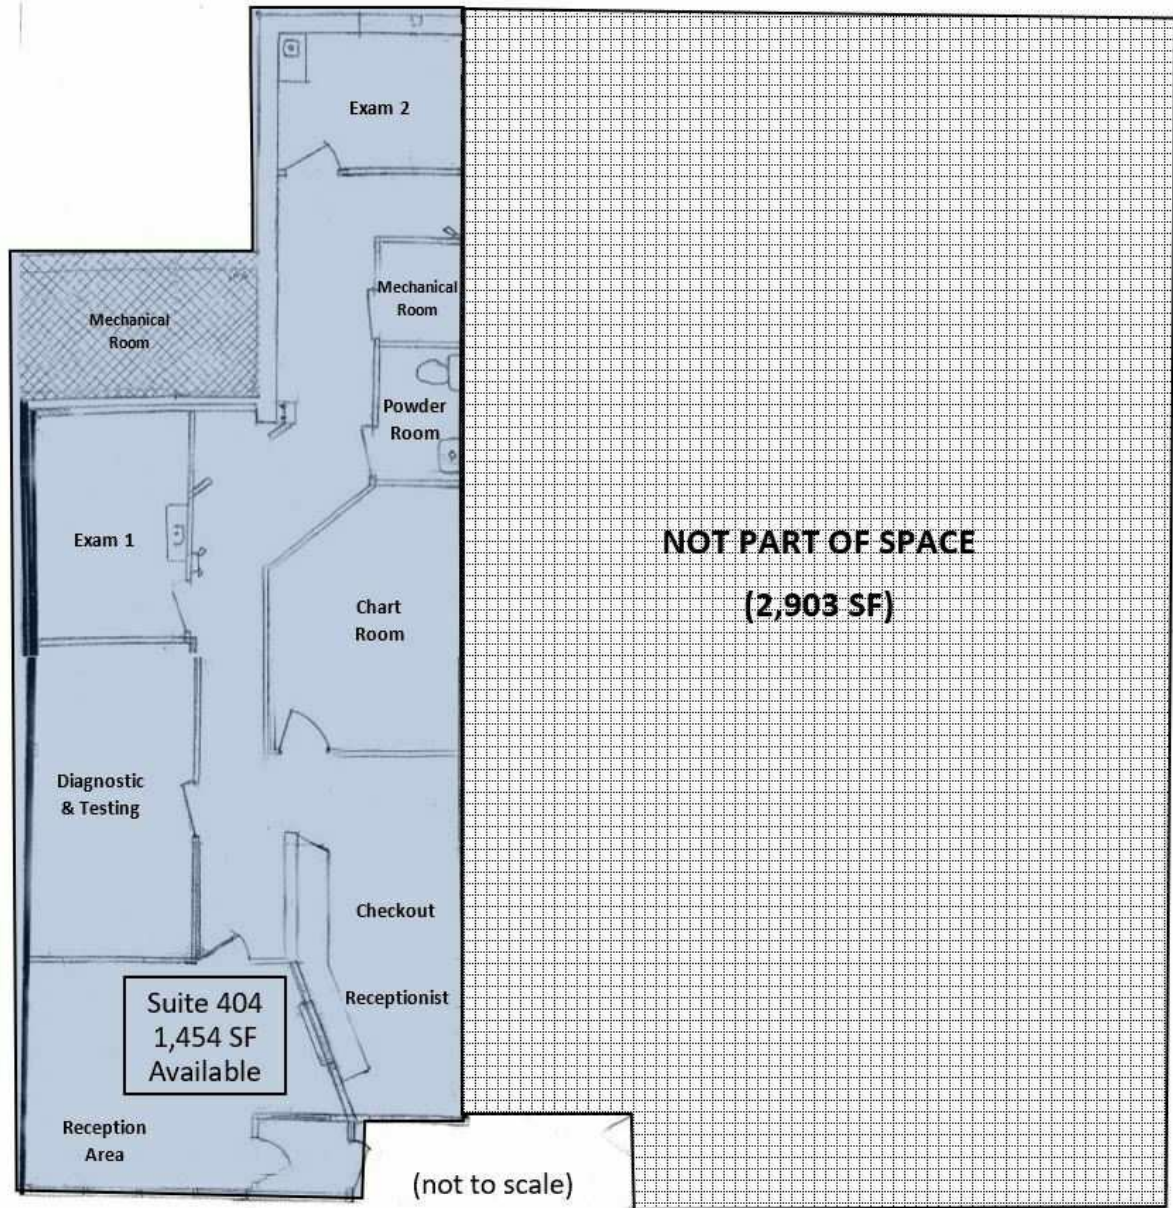 Exam 2
Mechanical
Room
Mechanical
Room
Powder
Room
Exam 1
NOT PART OF SPACE
(2,903 SF)
Chart
Room
Diagnostic
& Testing
Checkout
Receptionist
Suite 404
1,454 SF
Available
Reception
Area
(not to scale)